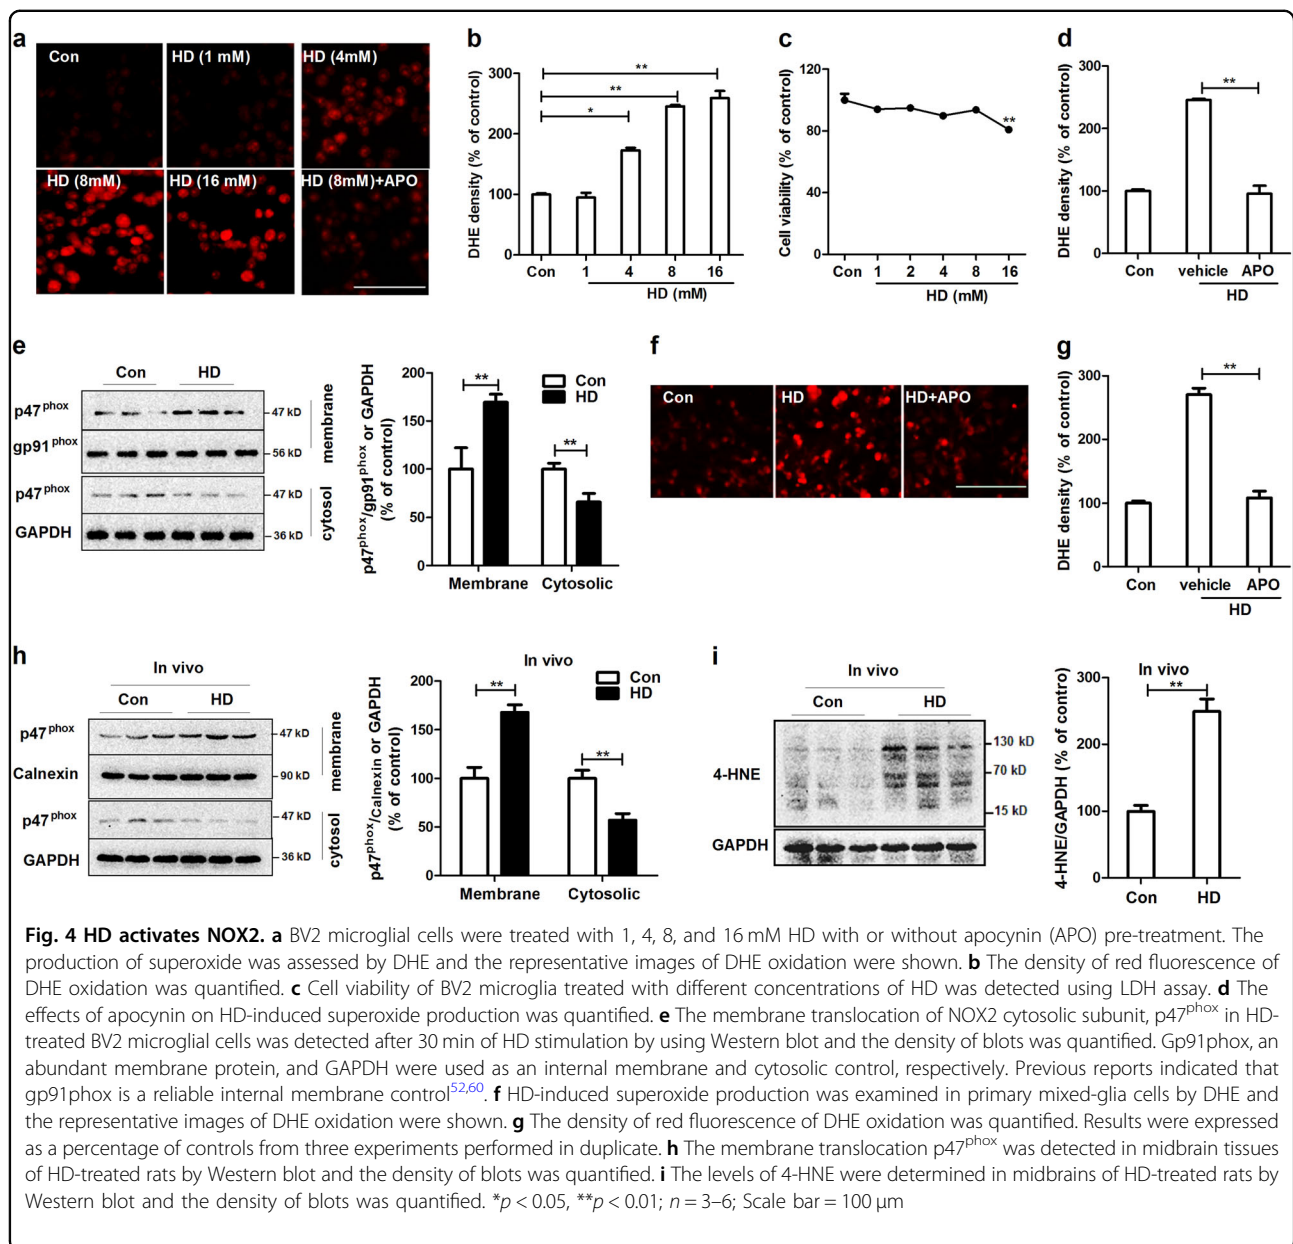 a
Con
HD (1 mM)
HD (4mM)
HD (8mM)
HD (16 mM)
HD (8mM)+APO
b
DHE density (% of control)
300
200
100
0
**
**
*
Con 1 4 8 16
HD (mM)
c
Cell viability (% of control)
120
80
40
0
**
Con 1 2 4 8 16
HD (mM)
d
DHE density (% of control)
300
200
100
0
**
Con vehicle APO
HD
e
Con HD
p47phox
47 kD
gp91phox
56 kD
membrane
p47phox
47 kD
GAPDH
36 kD
cytosol
p47phox/gp91phox or GAPDH
(% of control)
200
150
100
50
0
**
**
Con
HD
Membrane Cytosolic
f
Con
HD
HD+APO
g
DHE density (% of control)
300
200
100
0
**
Con vehicle APO
HD
h
In vivo
Con HD
p47phox
47 kD
Calnexin
90 kD
membrane
p47phox
47 kD
GAPDH
36 kD
cytosol
In vivo
p47phox/calnexin or GAPDH
(% of control)
200
150
100
50
0
**
**
Con
HD
Membrane Cytosolic
i
In vivo
Con HD
4-HNE
130 kD
70 kD
15 kD
GAPDH
In vivo
4-HNE/GAPDH (% of control)
300
200
100
0
**
Con HD
Fig. 4 HD activates NOX2. a BV2 microglial cells were treated with 1, 4, 8, and 16 mM HD with or without apocynin (APO) pre-treatment. The
production of superoxide was assessed by DHE and the representative images of DHE oxidation were shown. b The density of red fluorescence of
DHE oxidation was quantified. c Cell viability of BV2 microglia treated with different concentrations of HD was detected using LDH assay. d The
effects of apocynin on HD-induced superoxide production was quantified. e The membrane translocation of NOX2 cytosolic subunit, p47phox in HD-
treated BV2 microglial cells was detected after 30 min of HD stimulation by using Western blot and the density of blots was quantified. Gp91phox, an
abundant membrane protein, and GAPDH were used as an internal membrane and cytosolic control, respectively. Previous reports indicated that
gp91phox is a reliable internal membrane control52,60. f HD-induced superoxide production was examined in primary mixed-glia cells by DHE and
the representative images of DHE oxidation were shown. g The density of red fluorescence of DHE oxidation was quantified. Results were expressed
as a percentage of controls from three experiments performed in duplicate. h The membrane translocation p47phox was detected in midbrain tissues
of HD-treated rats by Western blot and the density of blots was quantified. i The levels of 4-HNE were determined in midbrains of HD-treated rats by
Western blot and the density of blots was quantified. *p < 0.05, **p < 0.01; n = 3–6; Scale bar = 100 µm